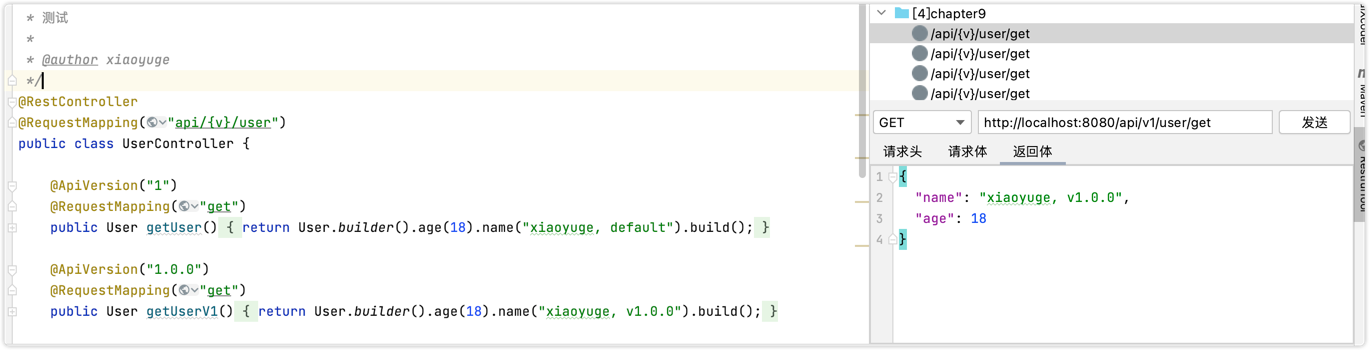 * 测试
*
* @author xiaoyuge
*/
@RestController
@RequestMapping("api/{v}/user")
public class UserController {
@ApiVersion("1")
@RequestMapping("get")
public User getUser() { return User.builder().age(18).name("xiaoyuge, default").build(); }
@ApiVersion("1.0.0")
@RequestMapping("get")
public User getUserV1() { return User.builder().age(18).name("xiaoyuge, v1.0.0").build(); }
[4]chapter9
/api/{v}/user/get
/api/{v}/user/get
/api/{v}/user/get
/api/{v}/user/get
GET http://localhost:8080/api/v1/user/get 发送
请求头 请求体 返回体
1 {
2 "name": "xiaoyuge, v1.0.0",
3 "age": 18
4 }
Maven